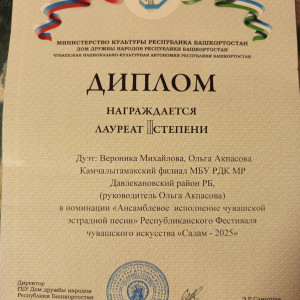 МИНИСТЕРСТВО КУЛЬТУРЫ РЕСПУБЛИКА БАШКОРТОСТАН
ДОМ ДРУЖБЫ НАРОДОВ РЕСПУБЛИКИ БАШКОРТОСТАН
ЧУВАШСКАЯ НАЦИОНАЛЬНО-КУЛЬТУРНАЯ АВТОНОМИЯ РЕСПУБЛИКИ БАШКОРТОСТАН
ДИПЛОМ
НАГРАЖДАЕТСЯ
ЛАУРЕАТ II СТЕПЕНИ
Дуэт: Вероника Михайлова, Ольга Акпасова
Камчалытамакский филиал МБУ РДК МР
Давлекановский район РБ,
(руководитель Ольга Акпасова)
в номинации «Ансамблевое исполнение чувашской
эстрадной песни» Республиканского Фестиваля
чувашского искусства «Салам - 2025»
Директор
ГБУ Дом дружбы народов
Республики Башкортостан